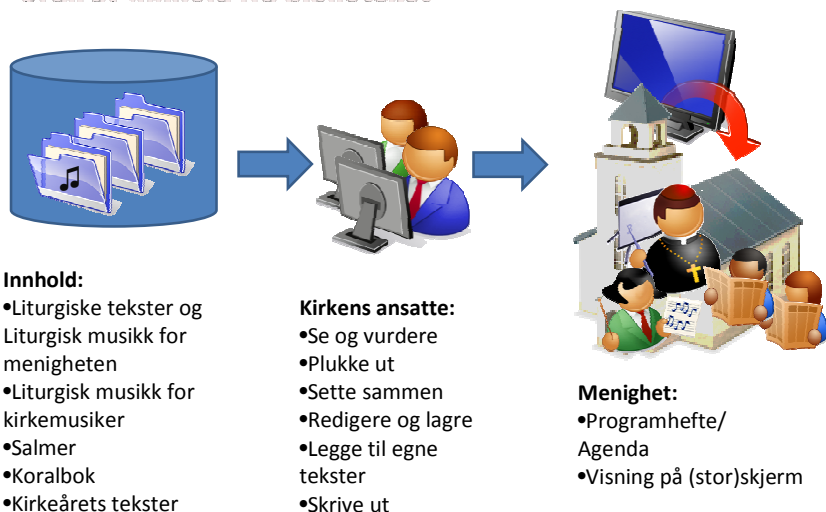 Innhold:
•Liturgiske tekster og
Liturgisk musikk for
menigheten
•Liturgisk musikk for
kirkemusiker
•Salmer
•Koralbok
•Kirkeårets tekster
Kirkens ansatte:
•Se og vurdere
•Plukke ut
•Sette sammen
•Redigere og lagre
•Legge til egne
tekster
•Skrive ut
Menighet:
•Programhefte/
Agenda
•Visning på (stor)skjerm